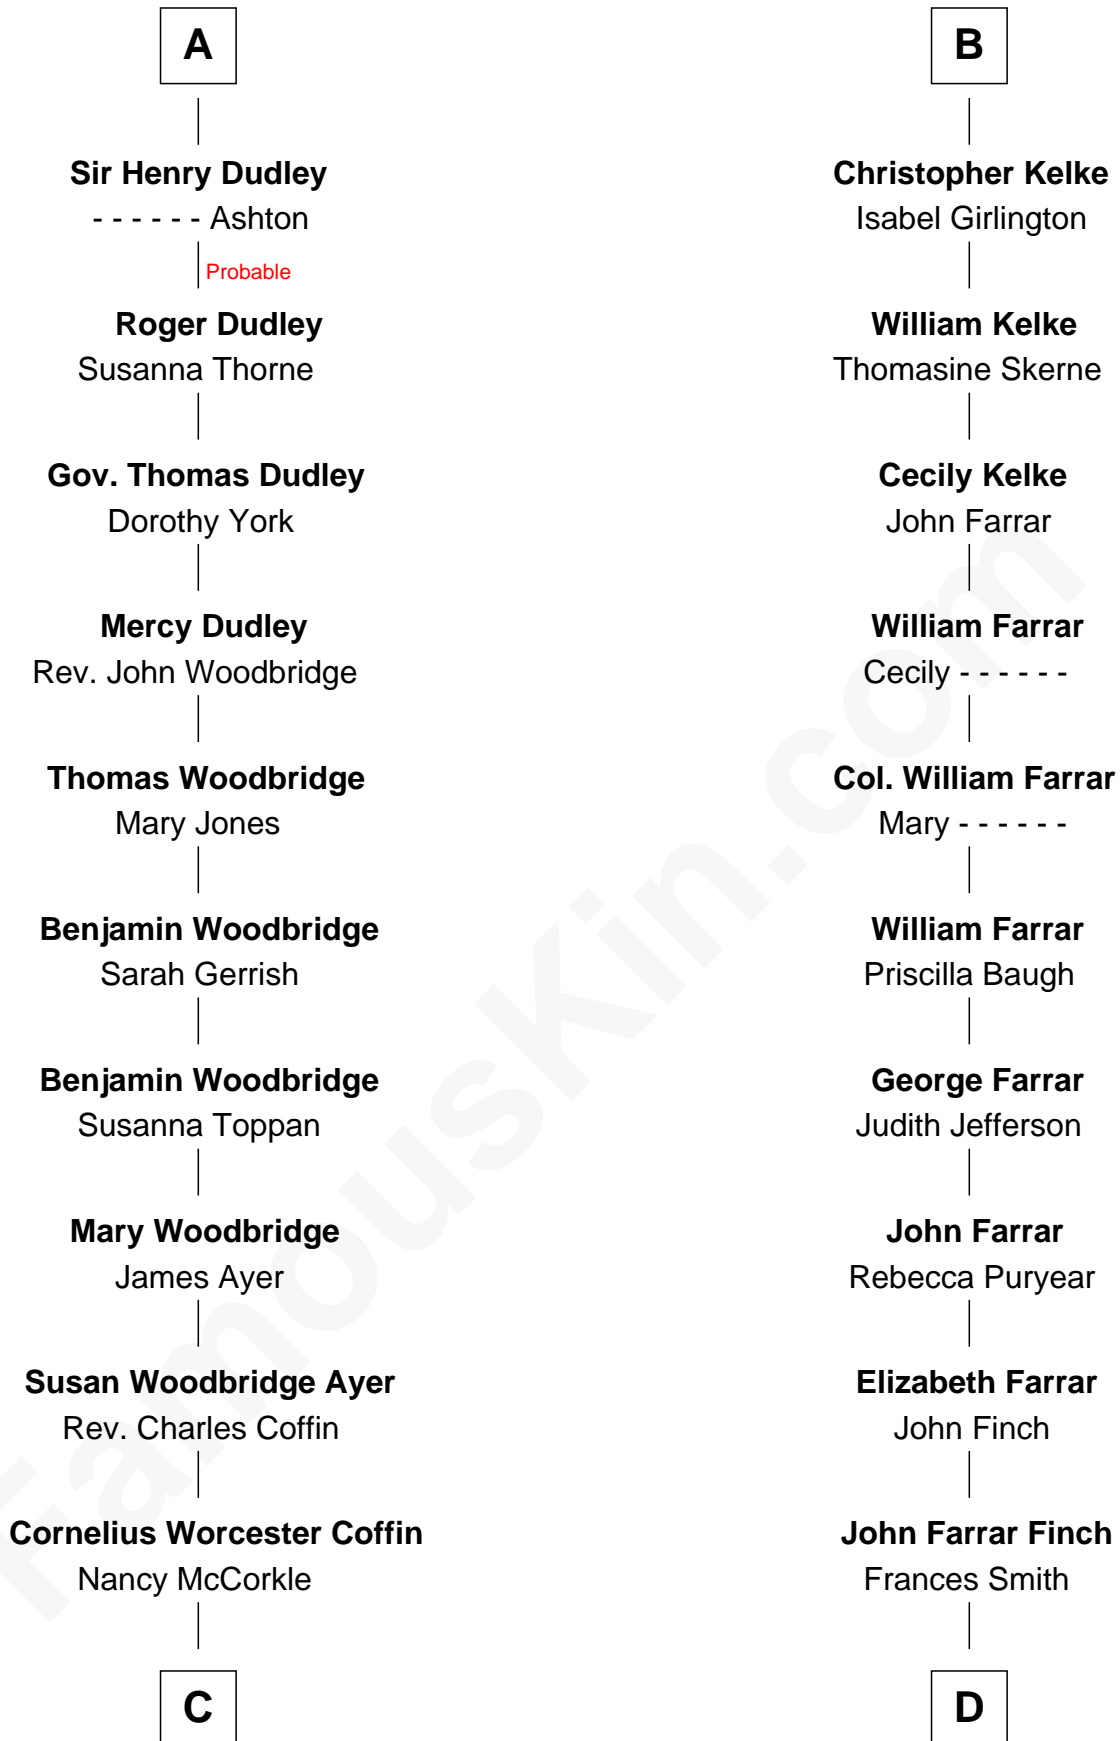 A
Sir Henry Dudley
- - - - - - Ashton
Probable
Roger Dudley
Susanna Thorne
Gov. Thomas Dudley
Dorothy York
Mercy Dudley
Rev. John Woodbridge
Thomas Woodbridge
Mary Jones
Benjamin Woodbridge
Sarah Gerrish
Benjamin Woodbridge
Susanna Toppan
Mary Woodbridge
James Ayer
Susan Woodbridge Ayer
Rev. Charles Coffin
Cornelius Worcester Coffin
Nancy McCorkle
C
B
Christopher Kelke
Isabel Girlington
William Kelke
Thomasine Skerne
Cecily Kelke
John Farrar
William Farrar
Cecily - - - - - -
Col. William Farrar
Mary - - - - - -
William Farrar
Priscilla Baugh
George Farrar
Judith Jefferson
John Farrar
Rebecca Puryear
Elizabeth Farrar
John Finch
John Farrar Finch
Frances Smith
D
FamousKin.com